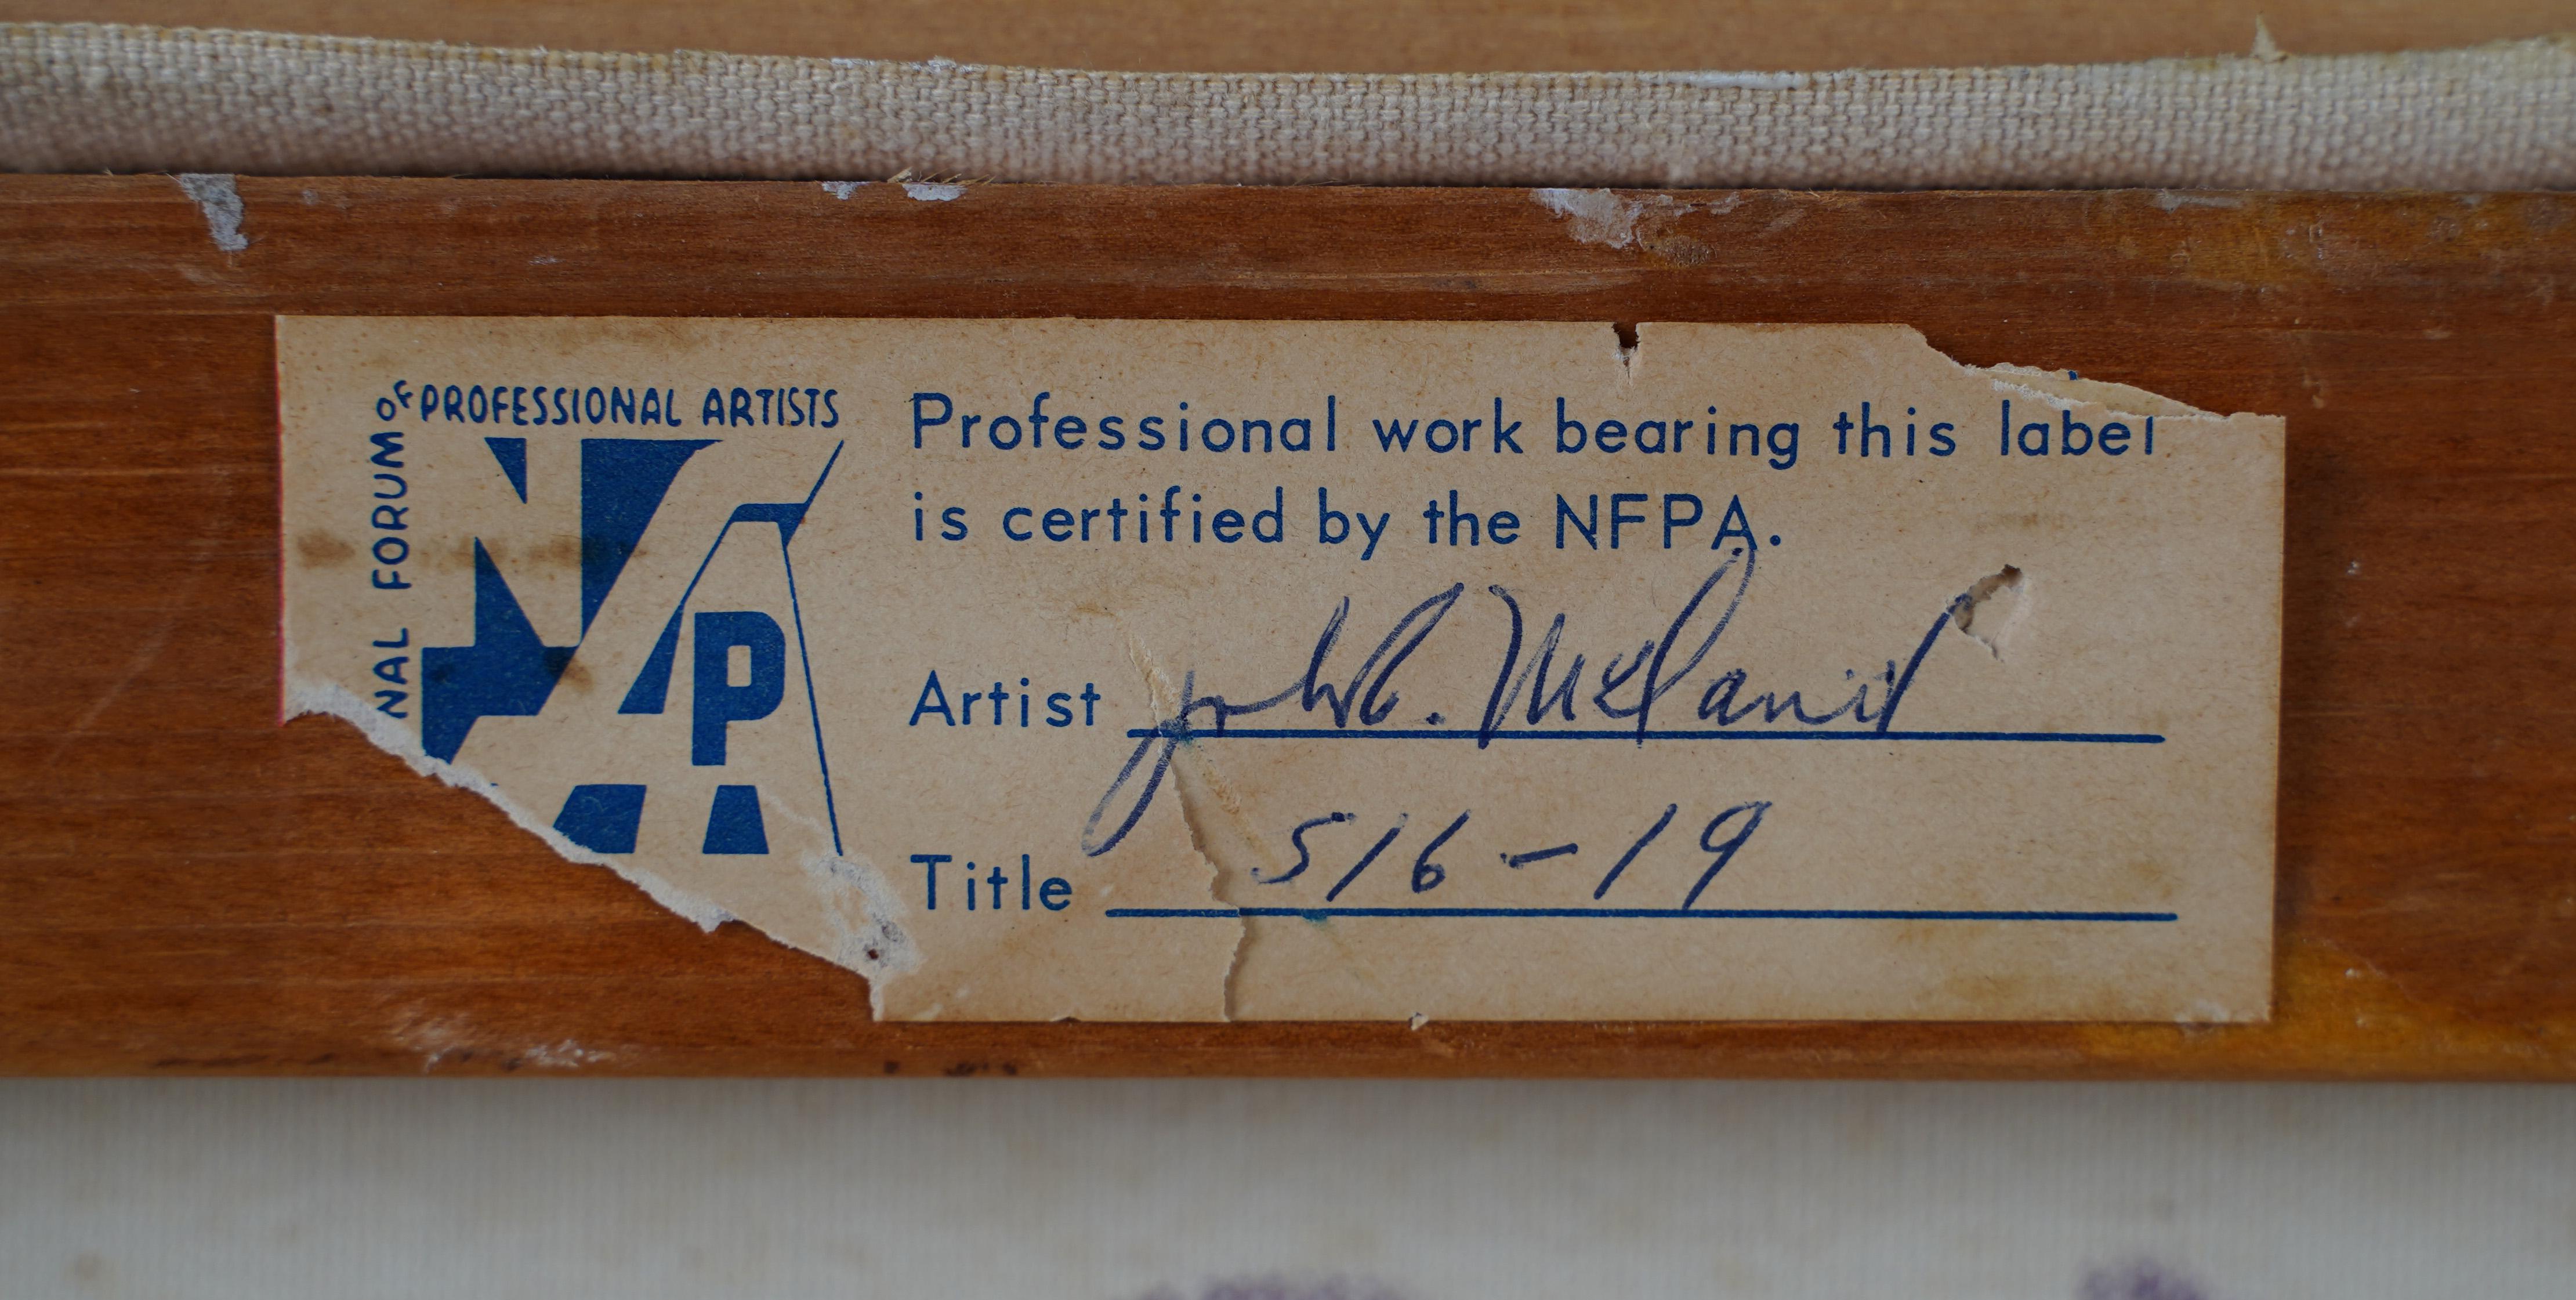 OF PROFESSIONAL ARTISTS
NAL FORUM
NFPA
Professional work bearing this label
is certified by the NFPA.
Artist
Title 516-19